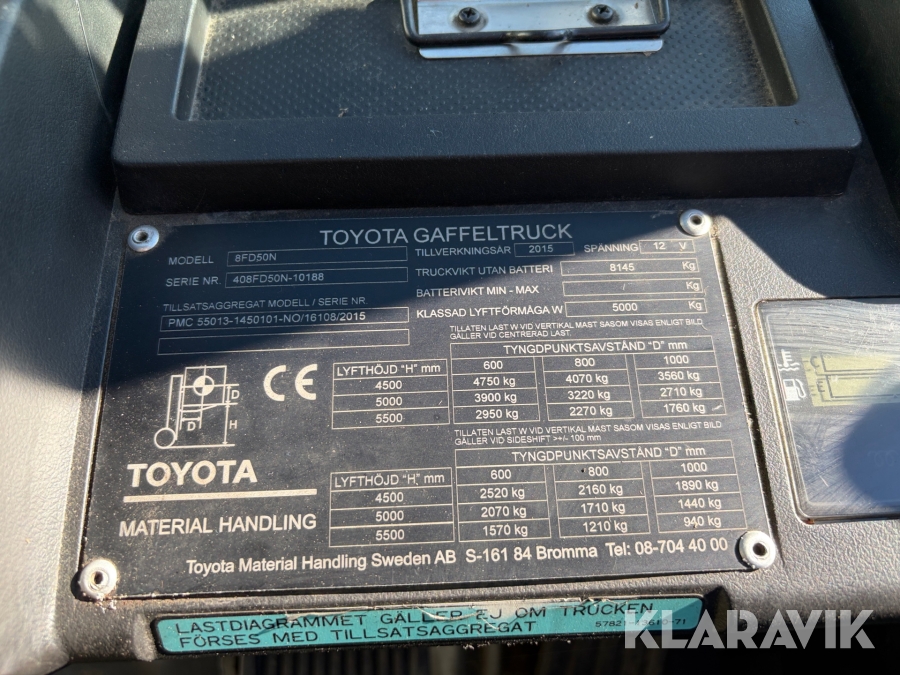 TOYOTA GAFFELTRUCK
MODELL 8FD50N TILLVERKNINGSÅR 2015 SPÄNNING 12 V
SERIE NR. 408FD50N-10188 TRUCKVIKT UTAN BATTERI 8145 Kg
BATTERIVIKT MIN - MAX Kg
TILLSATSAGGREGAT MODELL / SERIE NR. KLASSAD LYFTFÖRMÅGA W 5000 Kg
PMC 55013-1450101-NO/16108/2015
TILLATEN LAST W VID VERTIKAL MAST SASOM VISAS ENLIGT BILD
GÄLLER VID CENTRERAD LAST.
TYNGDPUNKTSAVSTÅND "D" mm
LYFTHÖJD "H" mm 600 800 1000
4500 4750 kg 4070 kg 3560 kg
5000 3900 kg 3220 kg 2710 kg
5500 2950 kg 2270 kg 1760 kg
D
D H
CE
TILLATEN LAST W VID VERTIKAL MAST SASOM VISAS ENLIGT BILD
GÄLLER VID SIDESHIFT >+/- 100 mm
TYNGDPUNKTSAVSTÅND "D" mm
LYFTHÖJD "H" mm 600 800 1000
4500 2520 kg 2160 kg 1890 kg
5000 2070 kg 1710 kg 1440 kg
5500 1570 kg 1210 kg 940 kg
TOYOTA
MATERIAL HANDLING
Toyota Material Handling Sweden AB S-161 84 Bromma Tel: 08-704 40 00
LASTDIAGRAMMET GÄLLER EJ OM TRUCKEN
FÖRSES MED TILLSATSAGGREGAT
KLARAVIK